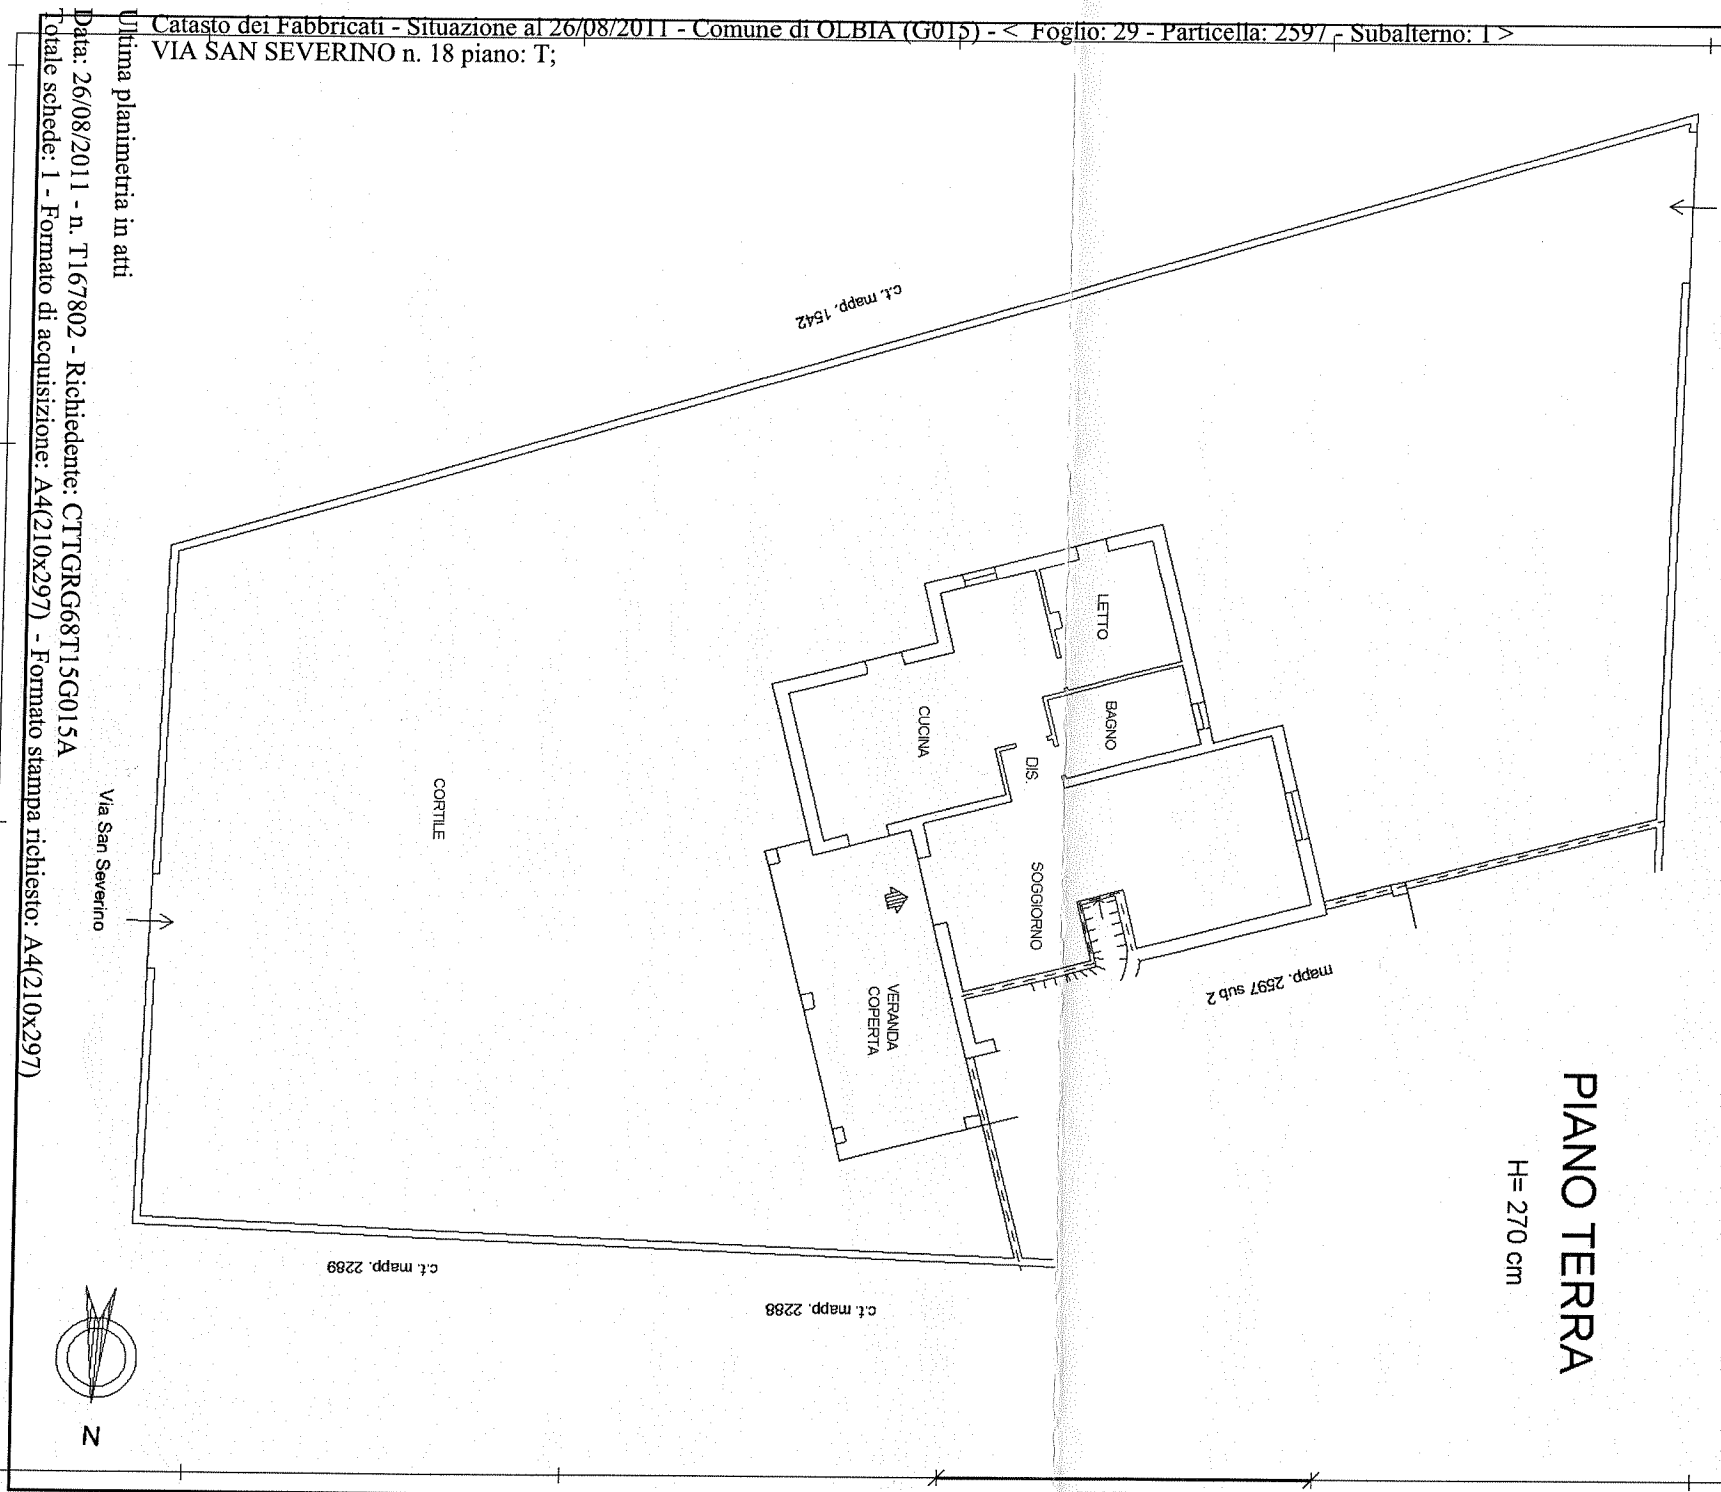 Catasto dei Fabbricati - Situazione al 26/08/2011 - Comune di OLBIA (G015) - < Foglio: 29 - Particella: 2597 - Subalterno: 1 >
VIA SAN SEVERINO n. 18 piano: T;
Ultima planimetria in atti
Data: 26/08/2011 - n. T167802 - Richiedente: CTTGRG68T15G015A
Totale schede: 1 - Formato di acquisizione: A4(210x297) - Formato stampa richiesto: A4(210x297)
PIANO TERRA
H= 270 cm
c.t. mapp. 1542
LETTO
BAGNO
CUCINA
DIS.
SOGGIORNO
VERANDA
COPERTA
CORTILE
Via San Severino
mapp. 2597 sub 2
c.t. mapp. 2289
c.t. mapp. 2288
N